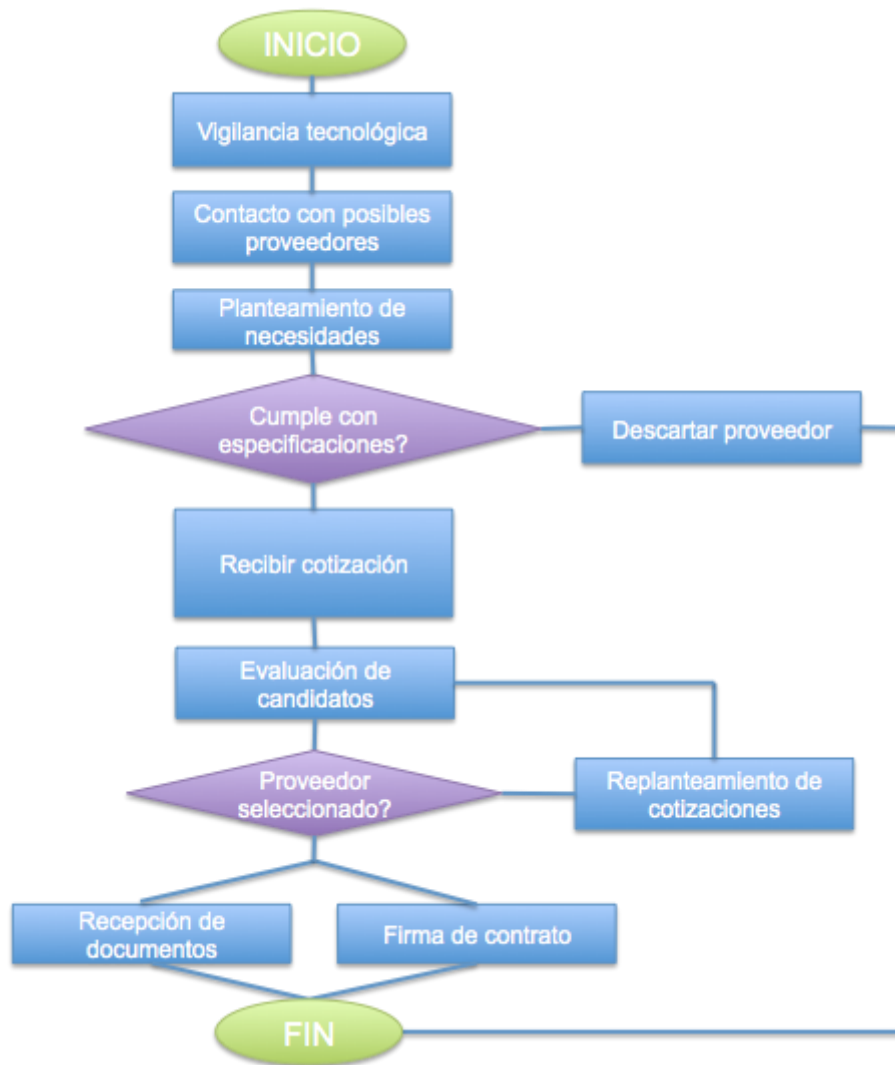 INICIO
Vigilancia tecnológica
Contacto con posibles
proveedores
Planteamiento de
necesidades
Cumple con
especificaciones?
Descartar proveedor
Recibir cotización
Evaluación de
candidatos
Proveedor
seleccionado?
Replanteamiento de
cotizaciones
Recepción de
documentos
Firma de contrato
FIN